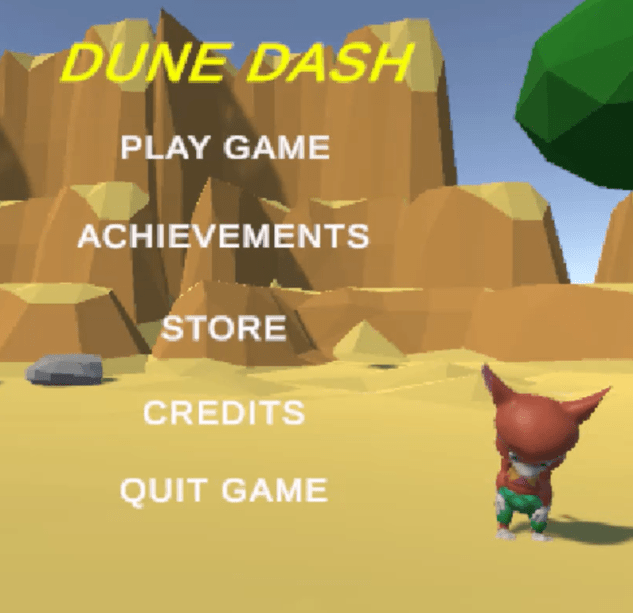 DUNE DASH
PLAY GAME
ACHIEVEMENTS
STORE
CREDITS
QUIT GAME